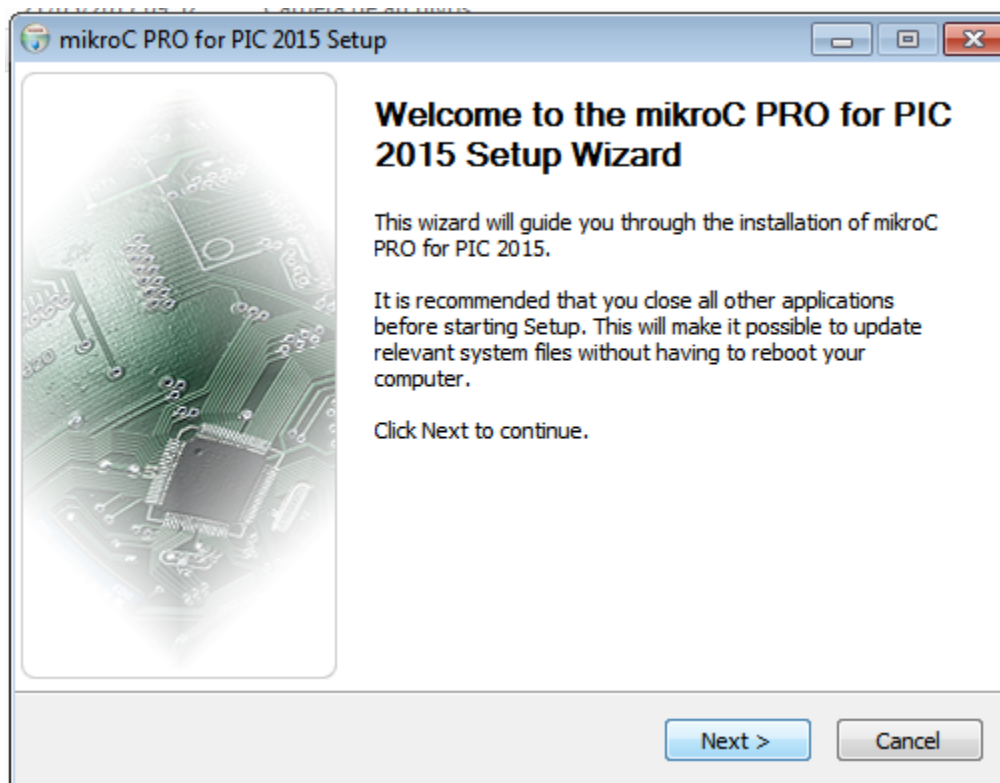 mikroC PRO for PIC 2015 Setup
Welcome to the mikroC PRO for PIC
2015 Setup Wizard
This wizard will guide you through the installation of mikroC
PRO for PIC 2015.
It is recommended that you close all other applications
before starting Setup. This will make it possible to update
relevant system files without having to reboot your
computer.
Click Next to continue.
Next >
Cancel